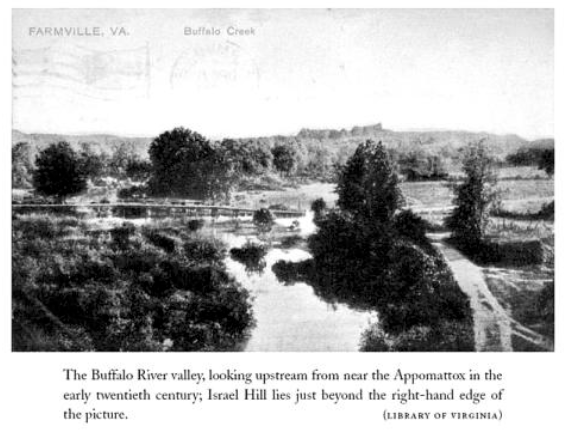 FARMVILLE, VA. Buffalo Creek
The Buffalo River valley, looking upstream from near the Appomattox in the
early twentieth century; Israel Hill lies just beyond the right-hand edge of
the picture. (LIBRARY OF VIRGINIA)